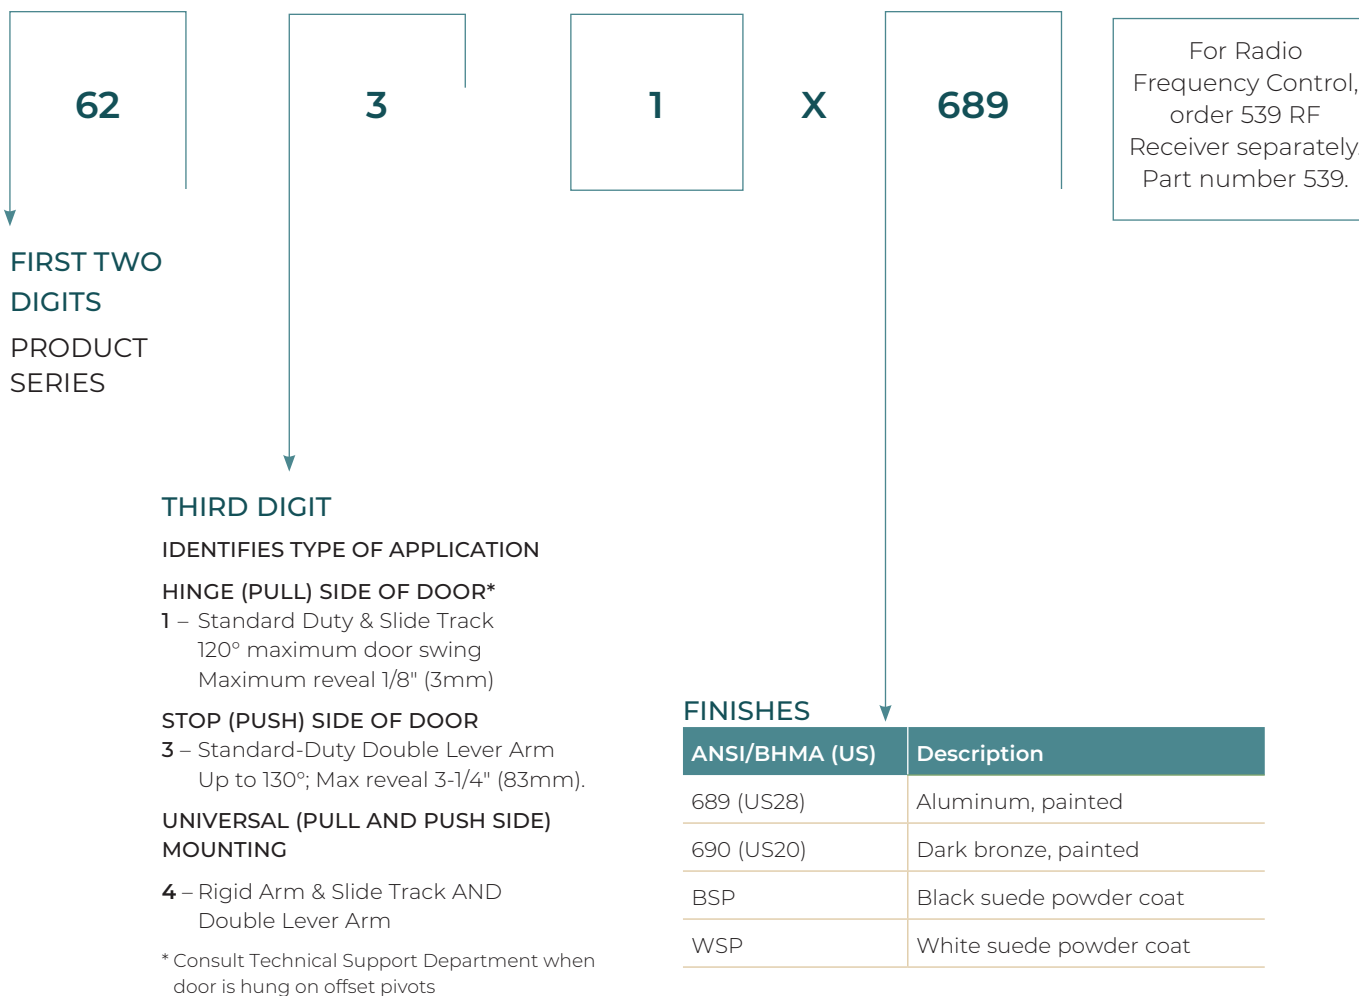 62
3
1
X
689
For Radio
Frequency Control,
order 539 RF
Receiver separately.
Part number 539.
FIRST TWO
DIGITS
PRODUCT
SERIES
THIRD DIGIT
IDENTIFIES TYPE OF APPLICATION
HINGE (PULL) SIDE OF DOOR*
1 – Standard Duty & Slide Track
120° maximum door swing
Maximum reveal 1/8" (3mm)
STOP (PUSH) SIDE OF DOOR
3 – Standard-Duty Double Lever Arm
Up to 130°; Max reveal 3-1/4" (83mm).
UNIVERSAL (PULL AND PUSH SIDE)
MOUNTING
4 – Rigid Arm & Slide Track AND
Double Lever Arm
* Consult Technical Support Department when
door is hung on offset pivots
FINISHES
ANSI/BHMA (US) Description
689 (US28) Aluminum, painted
690 (US20) Dark bronze, painted
BSP Black suede powder coat
WSP White suede powder coat